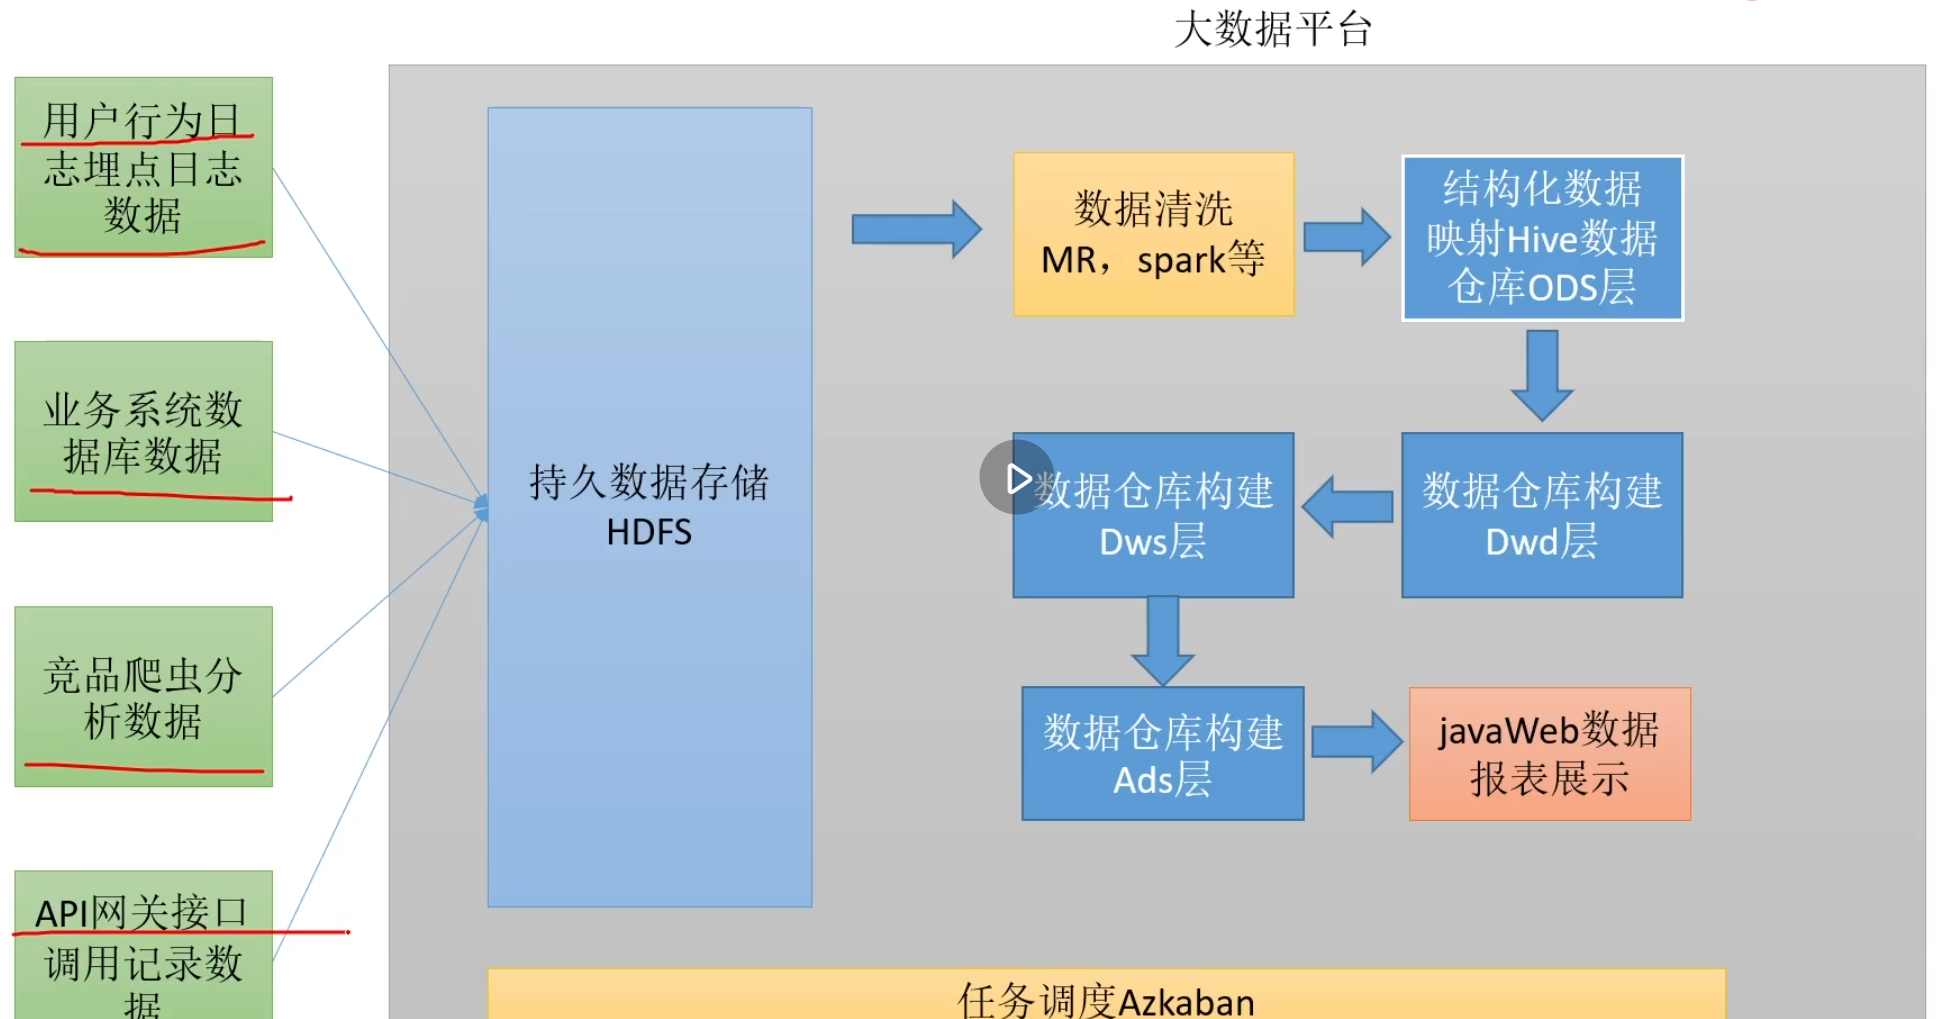 大数据平台
用户行为日
志埋点日志
数据
业务系统数
据库数据
竞品爬虫分
析数据
API网关接口
调用记录数
据
持久数据存储
HDFS
数据清洗
MR，spark等
结构化数据
映射Hive数据
仓库ODS层
数据仓库构建
Dwd层
数据仓库构建
Dws层
数据仓库构建
Ads层
javaWeb数据
报表展示
任务调度Azkaban